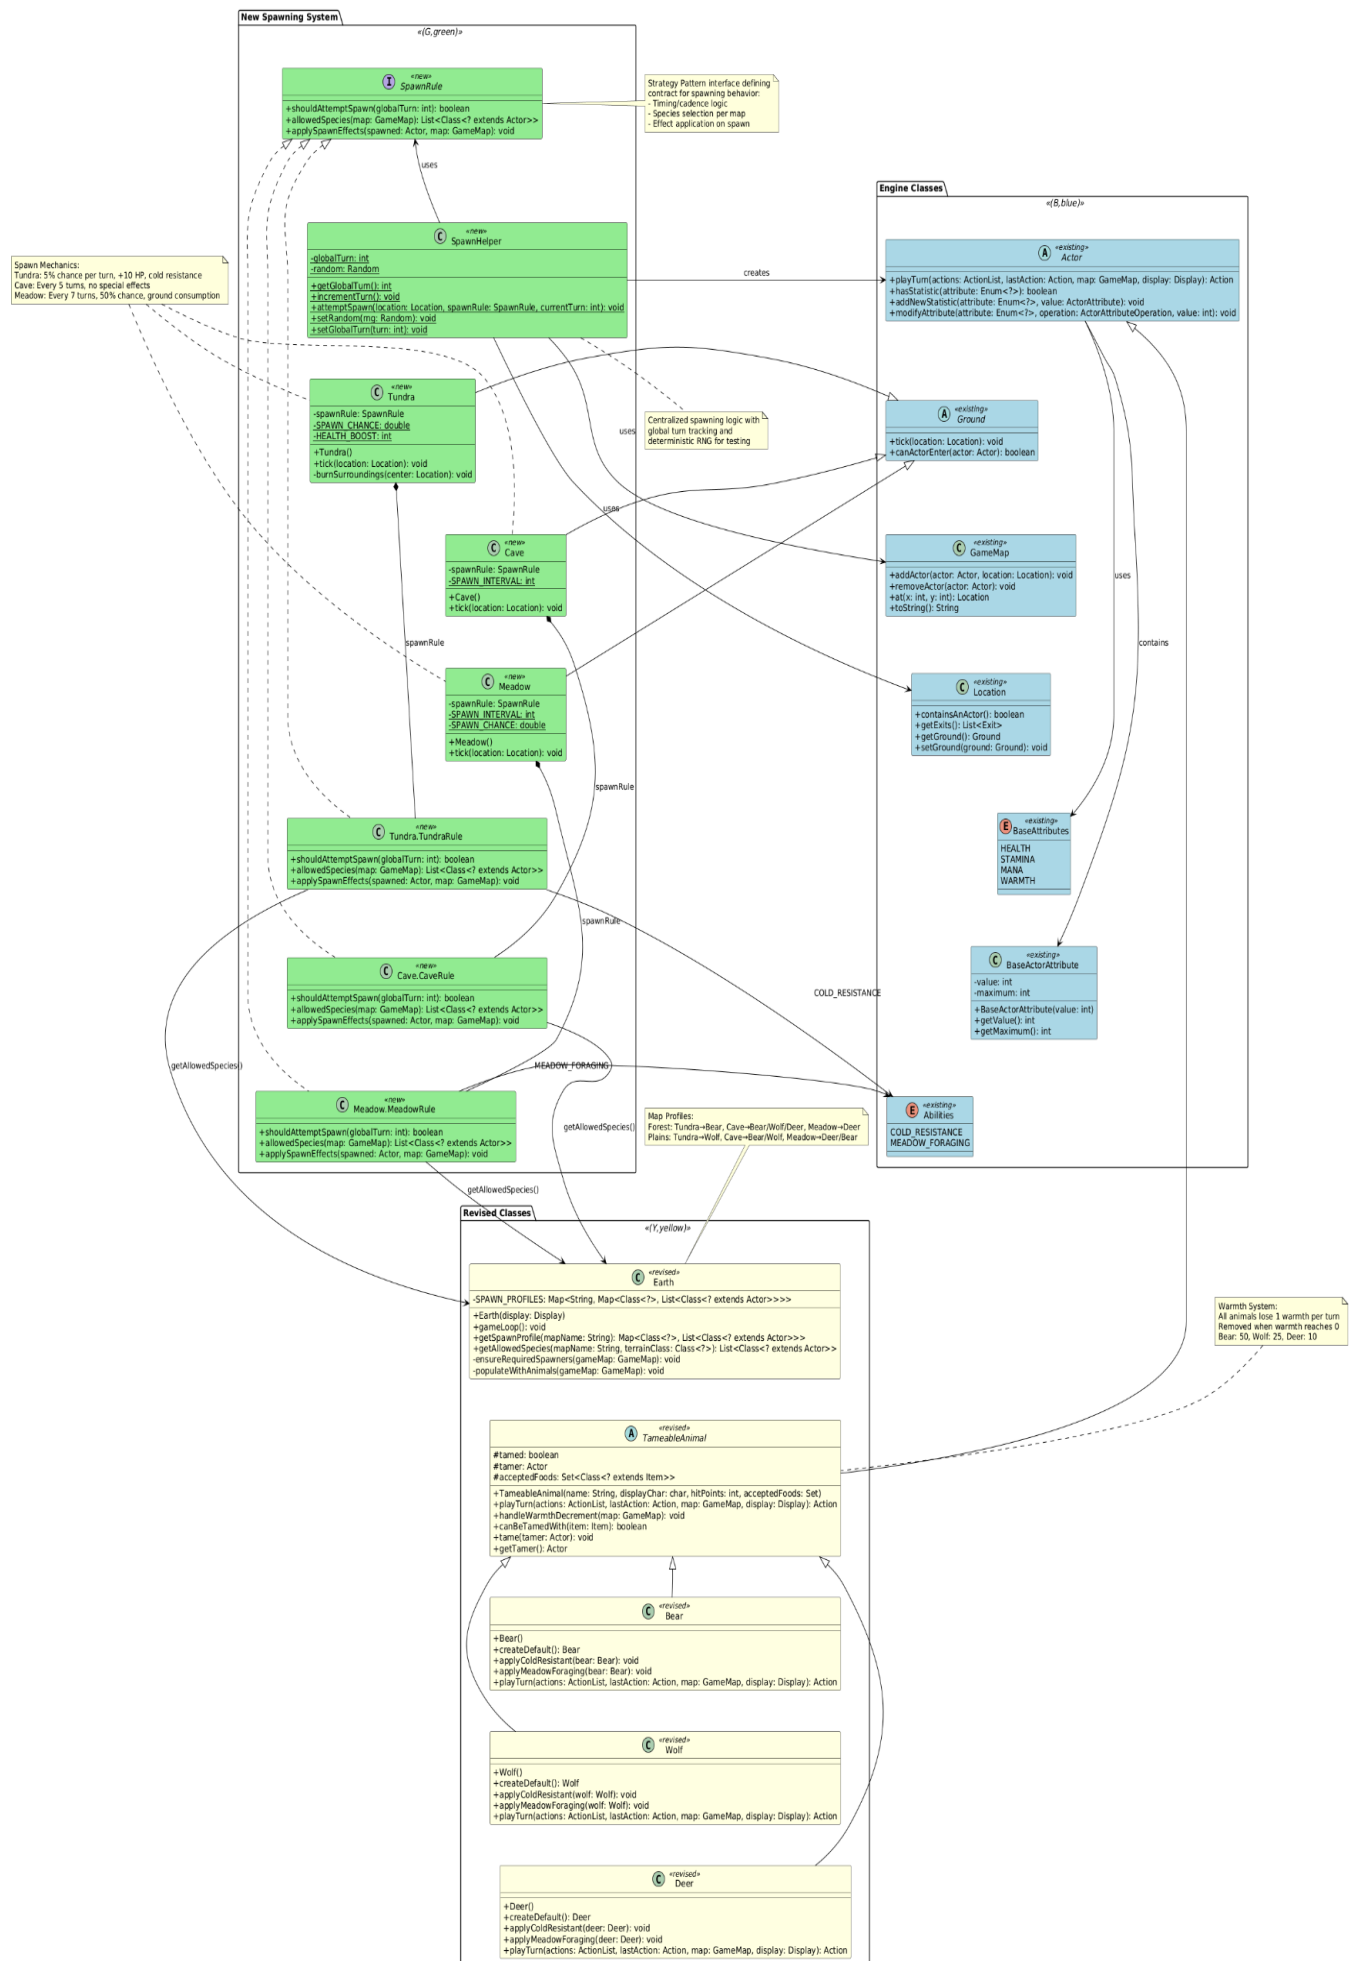 New Spawning System
«(G,green)»
«new»
I
SpawnRule
+shouldAttemptSpawn(globalTurn: int): boolean
+allowedSpecies(map: GameMap): List<Class<? extends Actor>>
+applySpawnEffects(spawned: Actor, map: GameMap): void
Strategy Pattern interface defining
contract for spawning behavior:
- Timing/cadence logic
- Species selection per map
- Effect application on spawn
uses
«new»
C
SpawnHelper
-globalTurn: int
-random: Random
+getGlobalTurn(): int
+incrementTurn(): void
+attemptSpawn(location: Location, spawnRule: SpawnRule, currentTurn: int): void
+setRandom(rng: Random): void
+setGlobalTurn(turn: int): void
creates
Engine Classes
«(B,blue)»
«existing»
A
Actor
+playTurn(actions: ActionList, lastAction: Action, map: GameMap, display: Display): Action
+hasStatistic(attribute: Enum<?>): boolean
+addNewStatistic(attribute: Enum<?>, value: ActorAttribute): void
+modifyAttribute(attribute: Enum<?>, operation: ActorAttributeOperation, value: int): void
Spawn Mechanics:
Tundra: 5% chance per turn, +10 HP, cold resistance
Cave: Every 5 turns, no special effects
Meadow: Every 7 turns, 50% chance, ground consumption
«new»
C
Tundra
-spawnRule: SpawnRule
-SPAWN_CHANCE: double
-HEALTH_BOOST: int
+Tundra()
+tick(location: Location): void
-burnSurroundings(center: Location): void
uses
Centralized spawning logic with
global turn tracking and
deterministic RNG for testing
«existing»
A
Ground
+tick(location: Location): void
+canActorEnter(actor: Actor): boolean
uses
«new»
C
Cave
-spawnRule: SpawnRule
-SPAWN_INTERVAL: int
+Cave()
+tick(location: Location): void
«existing»
C
GameMap
+addActor(actor: Actor, location: Location): void
+removeActor(actor: Actor): void
+at(x: int, y: int): Location
+toString(): String
uses
spawnRule
contains
«new»
C
Meadow
-spawnRule: SpawnRule
-SPAWN_INTERVAL: int
-SPAWN_CHANCE: double
+Meadow()
+tick(location: Location): void
«existing»
C
Location
+containsAnActor(): boolean
+getExits(): List<Exit>
+getGround(): Ground
+setGround(ground: Ground): void
spawnRule
«new»
C
Tundra.TundraRule
+shouldAttemptSpawn(globalTurn: int): boolean
+allowedSpecies(map: GameMap): List<Class<? extends Actor>>
+applySpawnEffects(spawned: Actor, map: GameMap): void
«existing»
E
BaseAttributes
HEALTH
STAMINA
MANA
WARMTH
spawnRule
«new»
C
Cave.CaveRule
+shouldAttemptSpawn(globalTurn: int): boolean
+allowedSpecies(map: GameMap): List<Class<? extends Actor>>
+applySpawnEffects(spawned: Actor, map: GameMap): void
COLD_RESISTANCE
«existing»
C
BaseActorAttribute
-value: int
-maximum: int
+BaseActorAttribute(value: int)
+getValue(): int
+getMaximum(): int
getAllowedSpecies()
MEADOW_FORAGING
«new»
C
Meadow.MeadowRule
+shouldAttemptSpawn(globalTurn: int): boolean
+allowedSpecies(map: GameMap): List<Class<? extends Actor>>
+applySpawnEffects(spawned: Actor, map: GameMap): void
getAllowedSpecies()
Map Profiles:
Forest: Tundra→Bear, Cave→Bear/Wolf/Deer, Meadow→Deer
Plains: Tundra→Wolf, Cave→Bear/Wolf, Meadow→Deer/Bear
«existing»
E
Abilities
COLD_RESISTANCE
MEADOW_FORAGING
getAllowedSpecies()
Revised Classes
«(Y,yellow)»
«revised»
C
Earth
-SPAWN_PROFILES: Map<String, Map<Class<?>, List<Class<? extends Actor>>>>
+Earth(display: Display)
+gameLoop(): void
+getSpawnProfile(mapName: String): Map<Class<?>, List<Class<? extends Actor>>>
+getAllowedSpecies(mapName: String, terrainClass: Class<?>): List<Class<? extends Actor>>
-ensureRequiredSpawners(gameMap: GameMap): void
-populateWithAnimals(gameMap: GameMap): void
Warmth System:
All animals lose 1 warmth per turn
Removed when warmth reaches 0
Bear: 50, Wolf: 25, Deer: 10
«revised»
A
TameableAnimal
#tamed: boolean
#tamer: Actor
#acceptedFoods: Set<Class<? extends Item>>
+TameableAnimal(name: String, displayChar: char, hitPoints: int, acceptedFoods: Set)
+playTurn(actions: ActionList, lastAction: Action, map: GameMap, display: Display): Action
+handleWarmthDecrement(map: GameMap): void
+canBeTamedWith(item: Item): boolean
+tame(tamer: Actor): void
+getTamer(): Actor
«revised»
C
Bear
+Bear()
+createDefault(): Bear
+applyColdResistant(bear: Bear): void
+applyMeadowForaging(bear: Bear): void
+playTurn(actions: ActionList, lastAction: Action, map: GameMap, display: Display): Action
«revised»
C
Wolf
+Wolf()
+createDefault(): Wolf
+applyColdResistant(wolf: Wolf): void
+applyMeadowForaging(wolf: Wolf): void
+playTurn(actions: ActionList, lastAction: Action, map: GameMap, display: Display): Action
«revised»
C
Deer
+Deer()
+createDefault(): Deer
+applyColdResistant(deer: Deer): void
+applyMeadowForaging(deer: Deer): void
+playTurn(actions: ActionList, lastAction: Action, map: GameMap, display: Display): Action